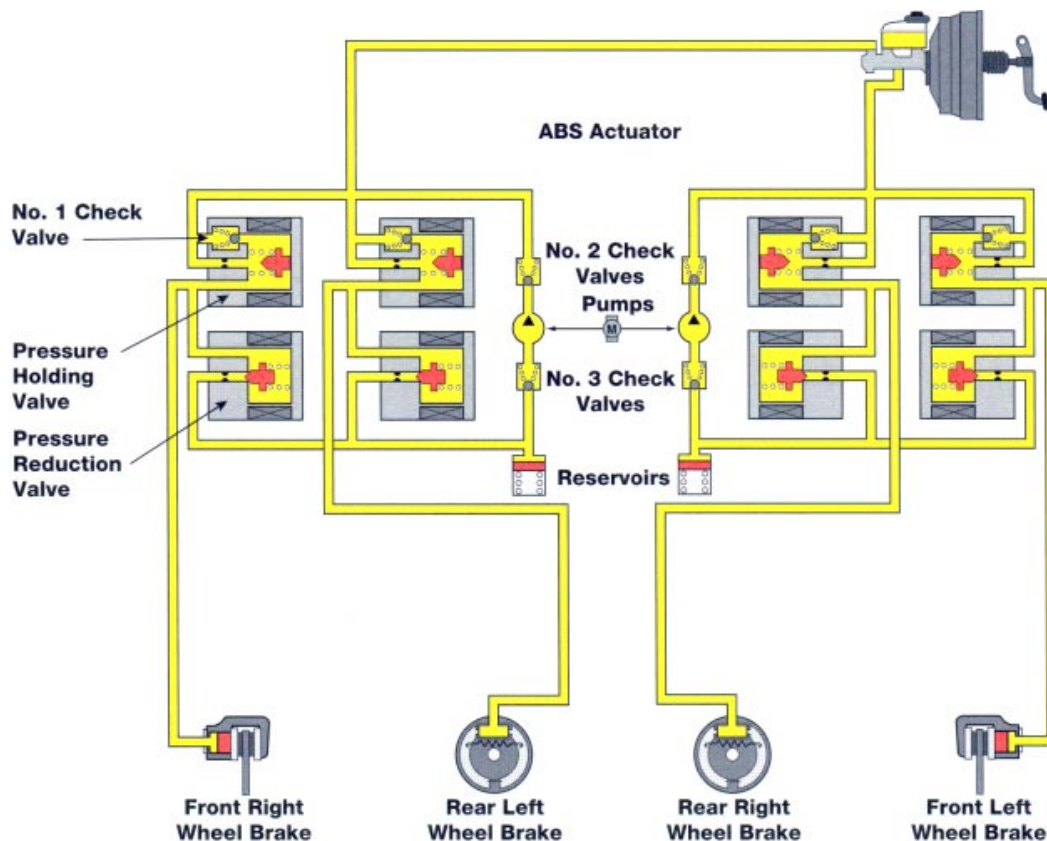 ABS Actuator
No. 1 Check
Valve
No. 2 Check
Valves
Pumps
M
Pressure
Holding
Valve
No. 3 Check
Valves
Pressure
Reduction
Valve
Reservoirs
Front Right
Wheel Brake
Rear Left
Wheel Brake
Rear Right
Wheel Brake
Front Left
Wheel Brake